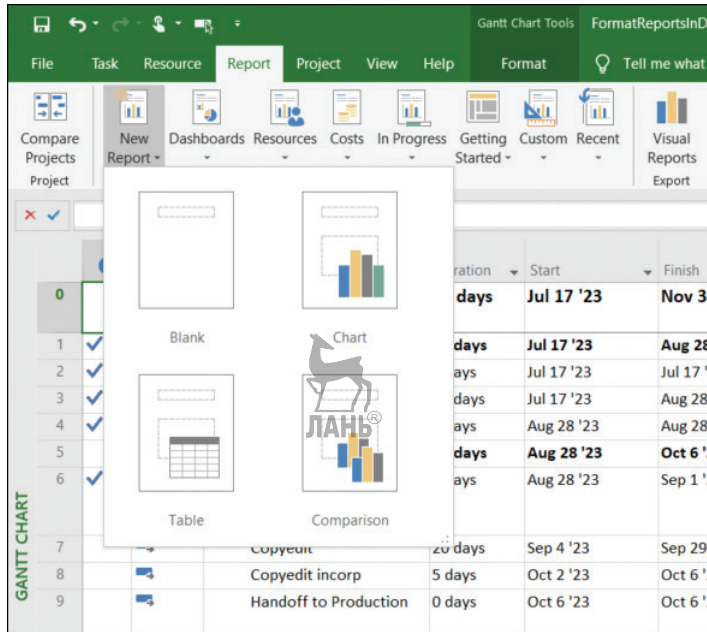 Gantt Chart Tools FormatReportsInD
File Task Resource Report Project View Help Format Tell me what
Compare Projects New Report Dashboards Resources Costs In Progress Getting Started Custom Recent Visual Reports
Project Export
ration Start Finish
0 days Jul 17 '23 Nov 3
Blank Chart
1 days Jul 17 '23 Aug 28
2 ays Jul 17 '23 Jul 17 '
3 days Jul 17 '23 Aug 28
ЛАНЬ®
4 ays Aug 28 '23 Aug 28
5 days Aug 28 '23 Oct 6 '
6 ays Aug 28 '23 Sep 1 '
Table Comparison
7 Copyedit 20 days Sep 4 '23 Sep 29
8 Copyedit incorp 5 days Oct 2 '23 Oct 6 '
9 Handoff to Production 0 days Oct 6 '23 Oct 6 '
GANTT CHART